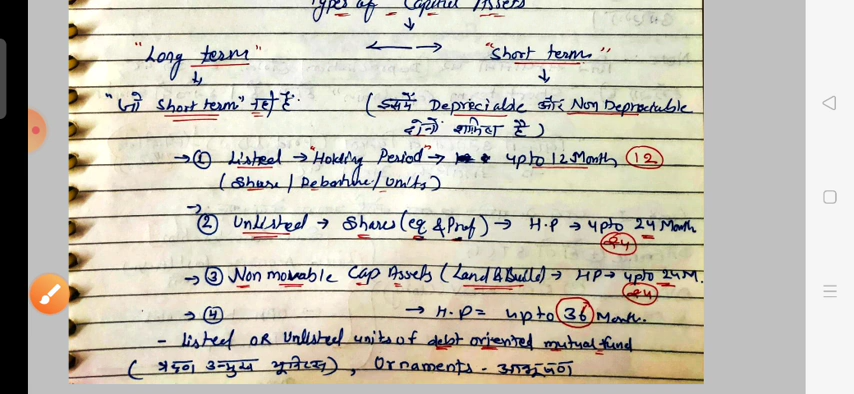 Types of Capital Assets
"Long term"
"Short term"
"जो Short term" नहीं है.
( इसमें Depreciable और Non Depreciable
दोनों शामिल है )
→ ① Listed → "Holding Period" → upto 12 Month 12
( Share / Debenture / Units )
→ ② Unlisted → Shares (eq & Pref) → H.P → upto 24 Month
24
→ ③ Non movable Cap Assets (Land & Build) → HP → upto 24 M.
24
→ ④ → H.P = upto 36 Month.
- Listed OR Unlisted units of debt oriented mutual fund
( ऋण उन्मुख यूनिट्स ) , Ornaments - आभूषण